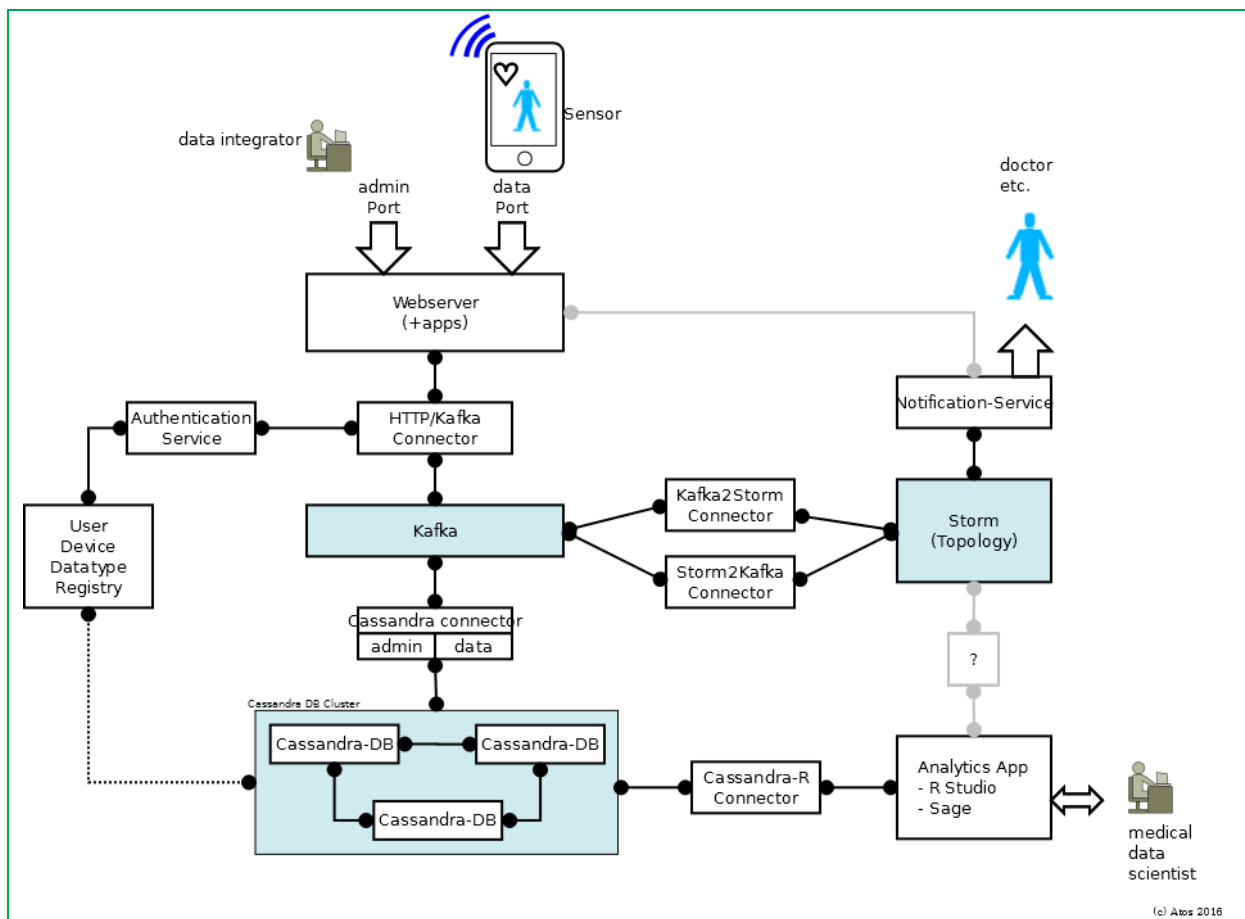 data integrator
Sensor
admin
Port
data
Port
doctor
etc.
Webserver
(+apps)
Authentication
Service
HTTP/Kafka
Connector
Notification-Service
User
Device
Datatype
Registry
Kafka
Kafka2Storm
Connector
Storm2Kafka
Connector
Storm
(Topology)
Cassandra connector
admin
data
?
Cassandra DB Cluster
Cassandra-DB
Cassandra-DB
Cassandra-DB
Cassandra-R
Connector
Analytics App
- R Studio
- Sage
medical
data
scientist
(c) Atos 2016